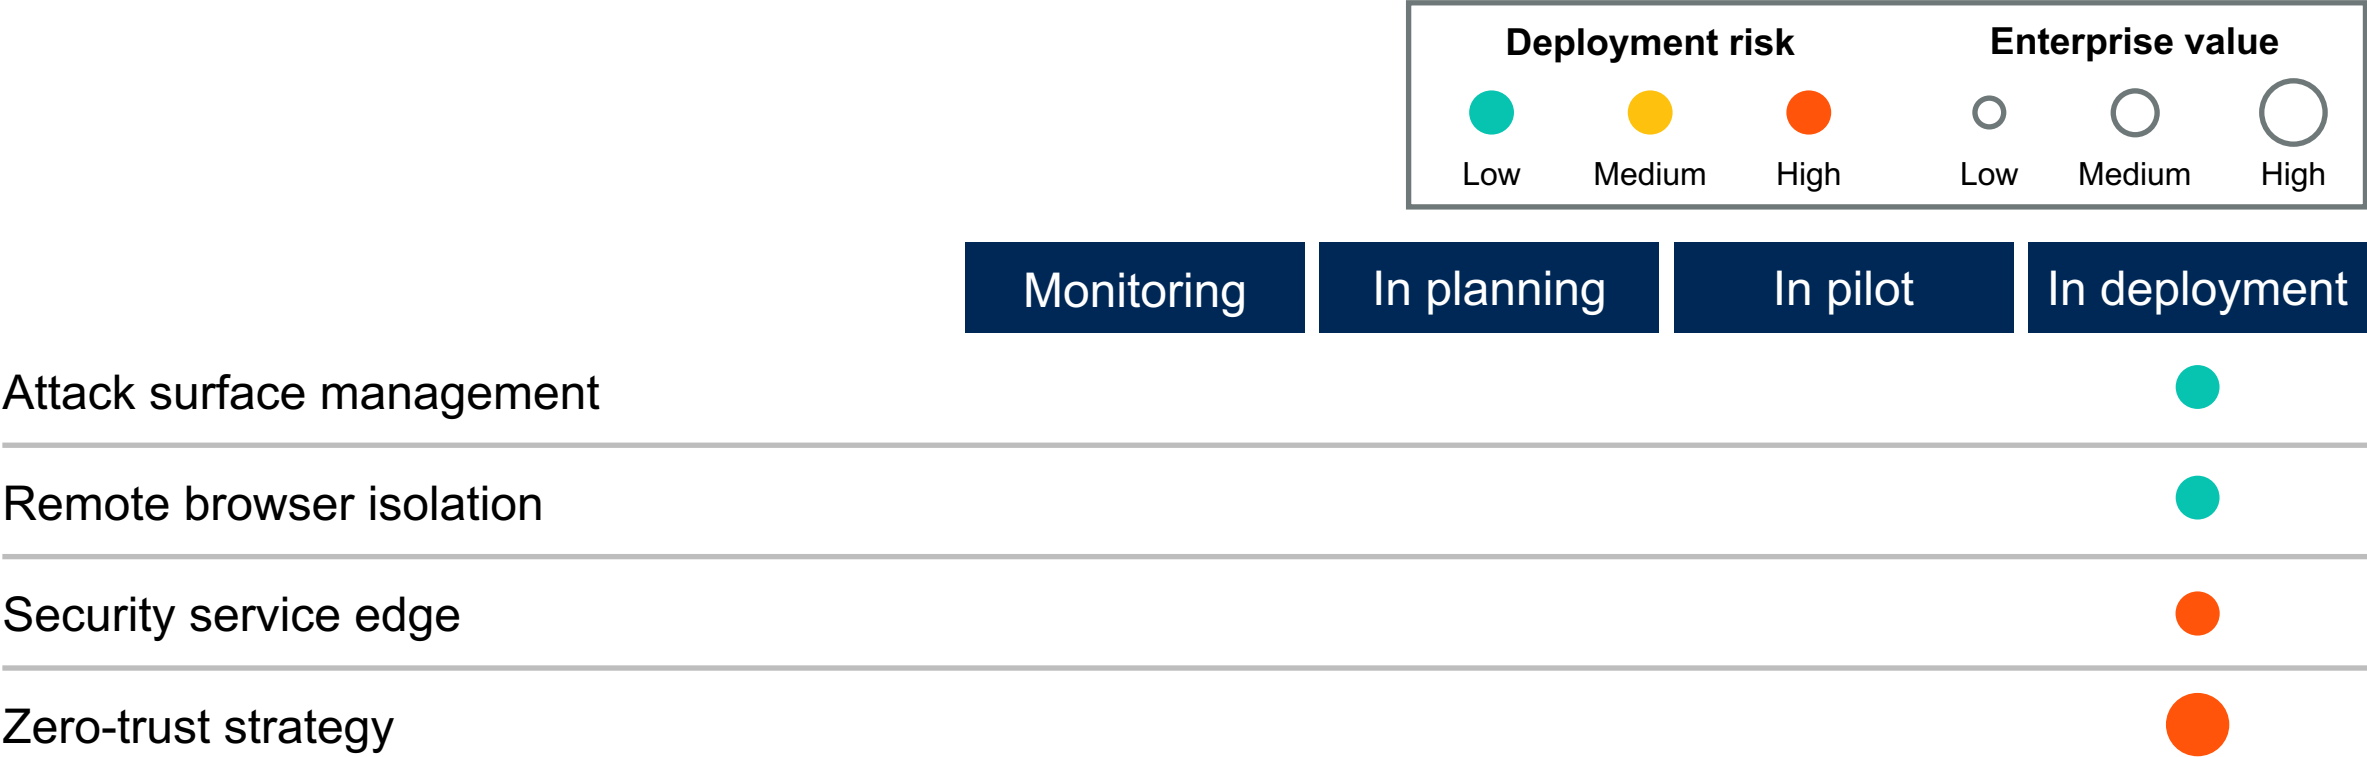 Deployment risk
Enterprise value
Low Medium High
Low Medium High
Monitoring In planning In pilot In deployment
Attack surface management
Remote browser isolation
Security service edge
Zero-trust strategy